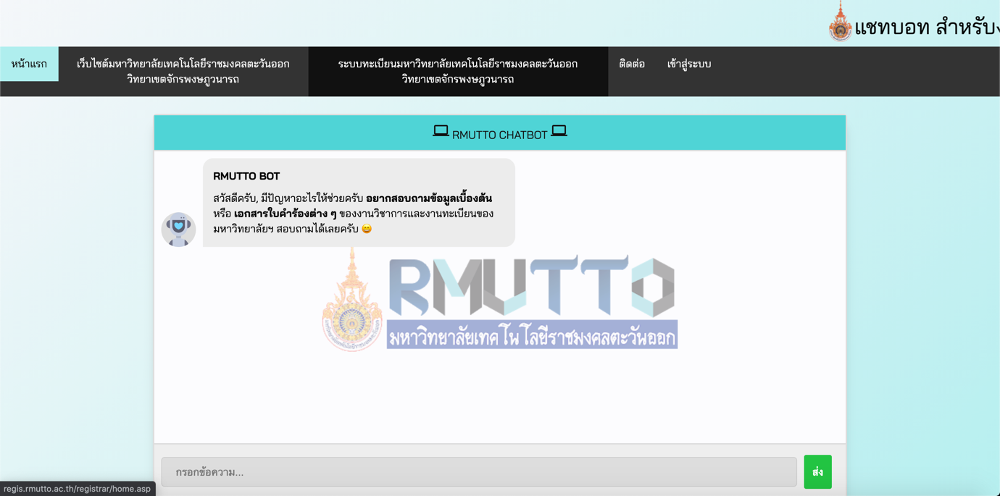 แชทบอท สำหรับ
หน้าแรก
เว็บไซต์มหาวิทยาลัยเทคโนโลยีราชมงคลตะวันออก
วิทยาเขตจักรพงษภูวนารถ
ระบบทะเบียนมหาวิทยาลัยเทคโนโลยีราชมงคลตะวันออก
วิทยาเขตจักรพงษภูวนารถ
ติดต่อ
เข้าสู่ระบบ
RMUTTO CHATBOT
RMUTTO BOT
สวัสดีครับ, มีปัญหาอะไรให้ช่วยครับ อยากสอบถามข้อมูลเบื้องต้น
หรือ เอกสารใบคำร้องต่าง ๆ ของงานวิชาการและงานทะเบียนของ
มหาวิทยาลัยฯ สอบถามได้เลยครับ 😀
RMUTTO
มหาวิทยาลัยเทคโนโลยีราชมงคลตะวันออก
กรอกข้อความ...
ส่ง
regis.rmutto.ac.th/registrar/home.asp